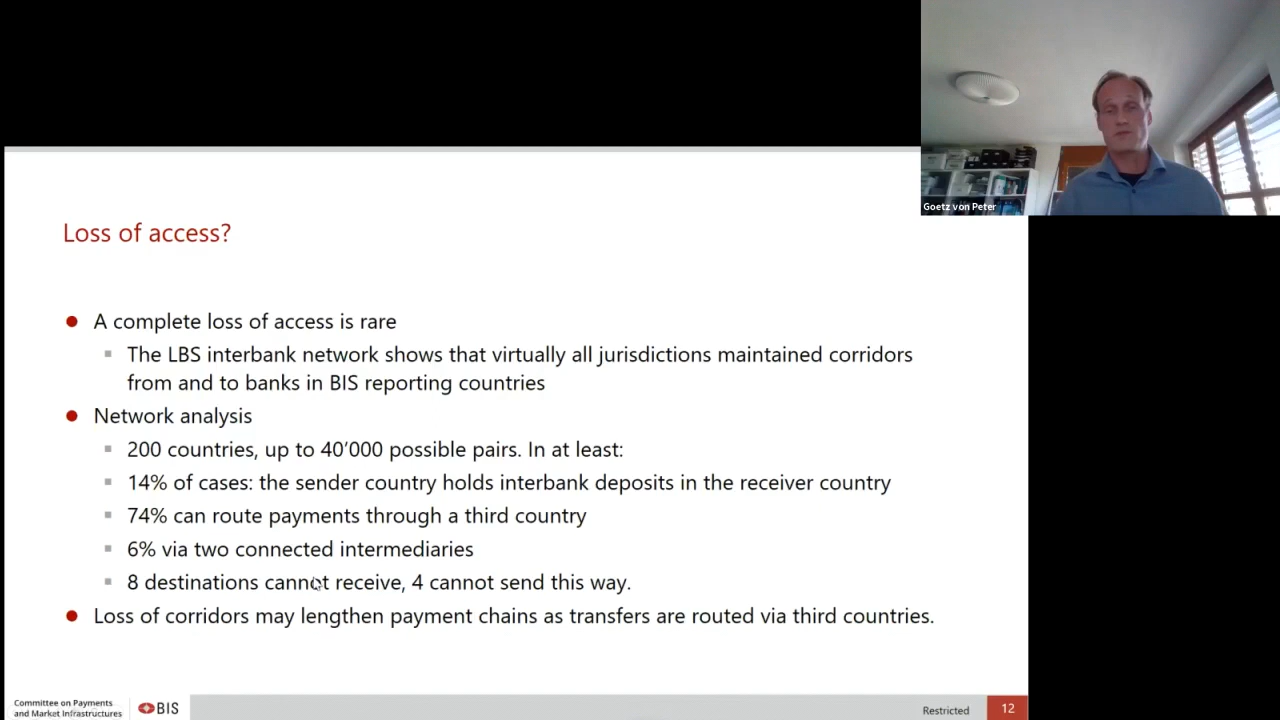 Goetz von Peter
Loss of access?
A complete loss of access is rare
The LBS interbank network shows that virtually all jurisdictions maintained corridors
from and to banks in BIS reporting countries
Network analysis
200 countries, up to 40’000 possible pairs. In at least:
14% of cases: the sender country holds interbank deposits in the receiver country
74% can route payments through a third country
6% via two connected intermediaries
8 destinations cannot receive, 4 cannot send this way.
Loss of corridors may lengthen payment chains as transfers are routed via third countries.
Committee on Payments
and Market Infrastructures
BIS
Restricted
12